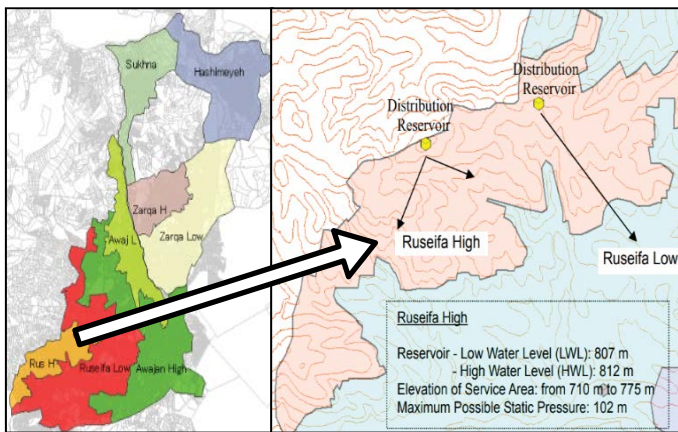 Sukhna
Hashimeyeh
Zarqa H
Zarqa Low
Awaj L
Rus H
Ruseifa Low
Awajan High
Distribution
Reservoir
Distribution
Reservoir
Ruseifa High
Ruseifa Low
Ruseifa High
Reservoir - Low Water Level (LWL): 807 m
- High Water Level (HWL): 812 m
Elevation of Service Area: from 710 m to 775 m
Maximum Possible Static Pressure: 102 m